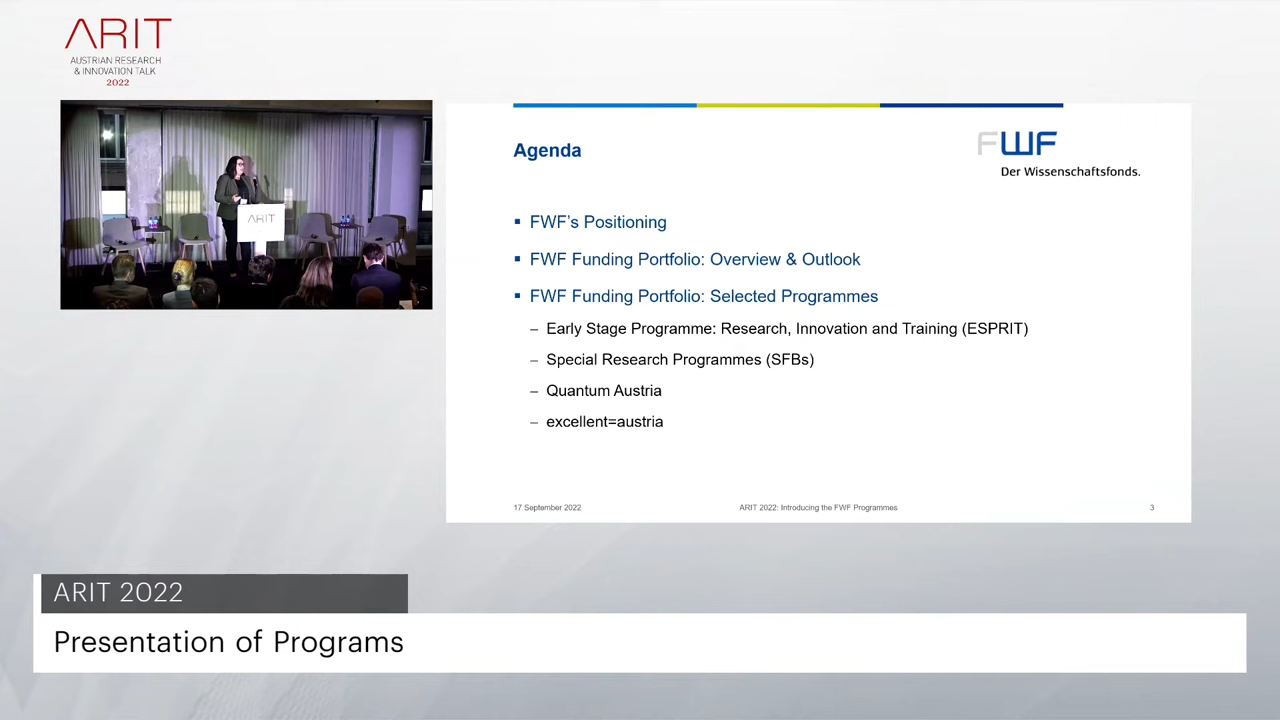 ARIT
AUSTRIAN RESEARCH
& INNOVATION TALK
2022
ARIT
Agenda
FWF
Der Wissenschaftsfonds.
▪ FWF's Positioning
▪ FWF Funding Portfolio: Overview & Outlook
▪ FWF Funding Portfolio: Selected Programmes
– Early Stage Programme: Research, Innovation and Training (ESPRIT)
– Special Research Programmes (SFBs)
– Quantum Austria
– excellent=austria
17 September 2022
ARIT 2022: Introducing the FWF Programmes
3
ARIT 2022
Presentation of Programs